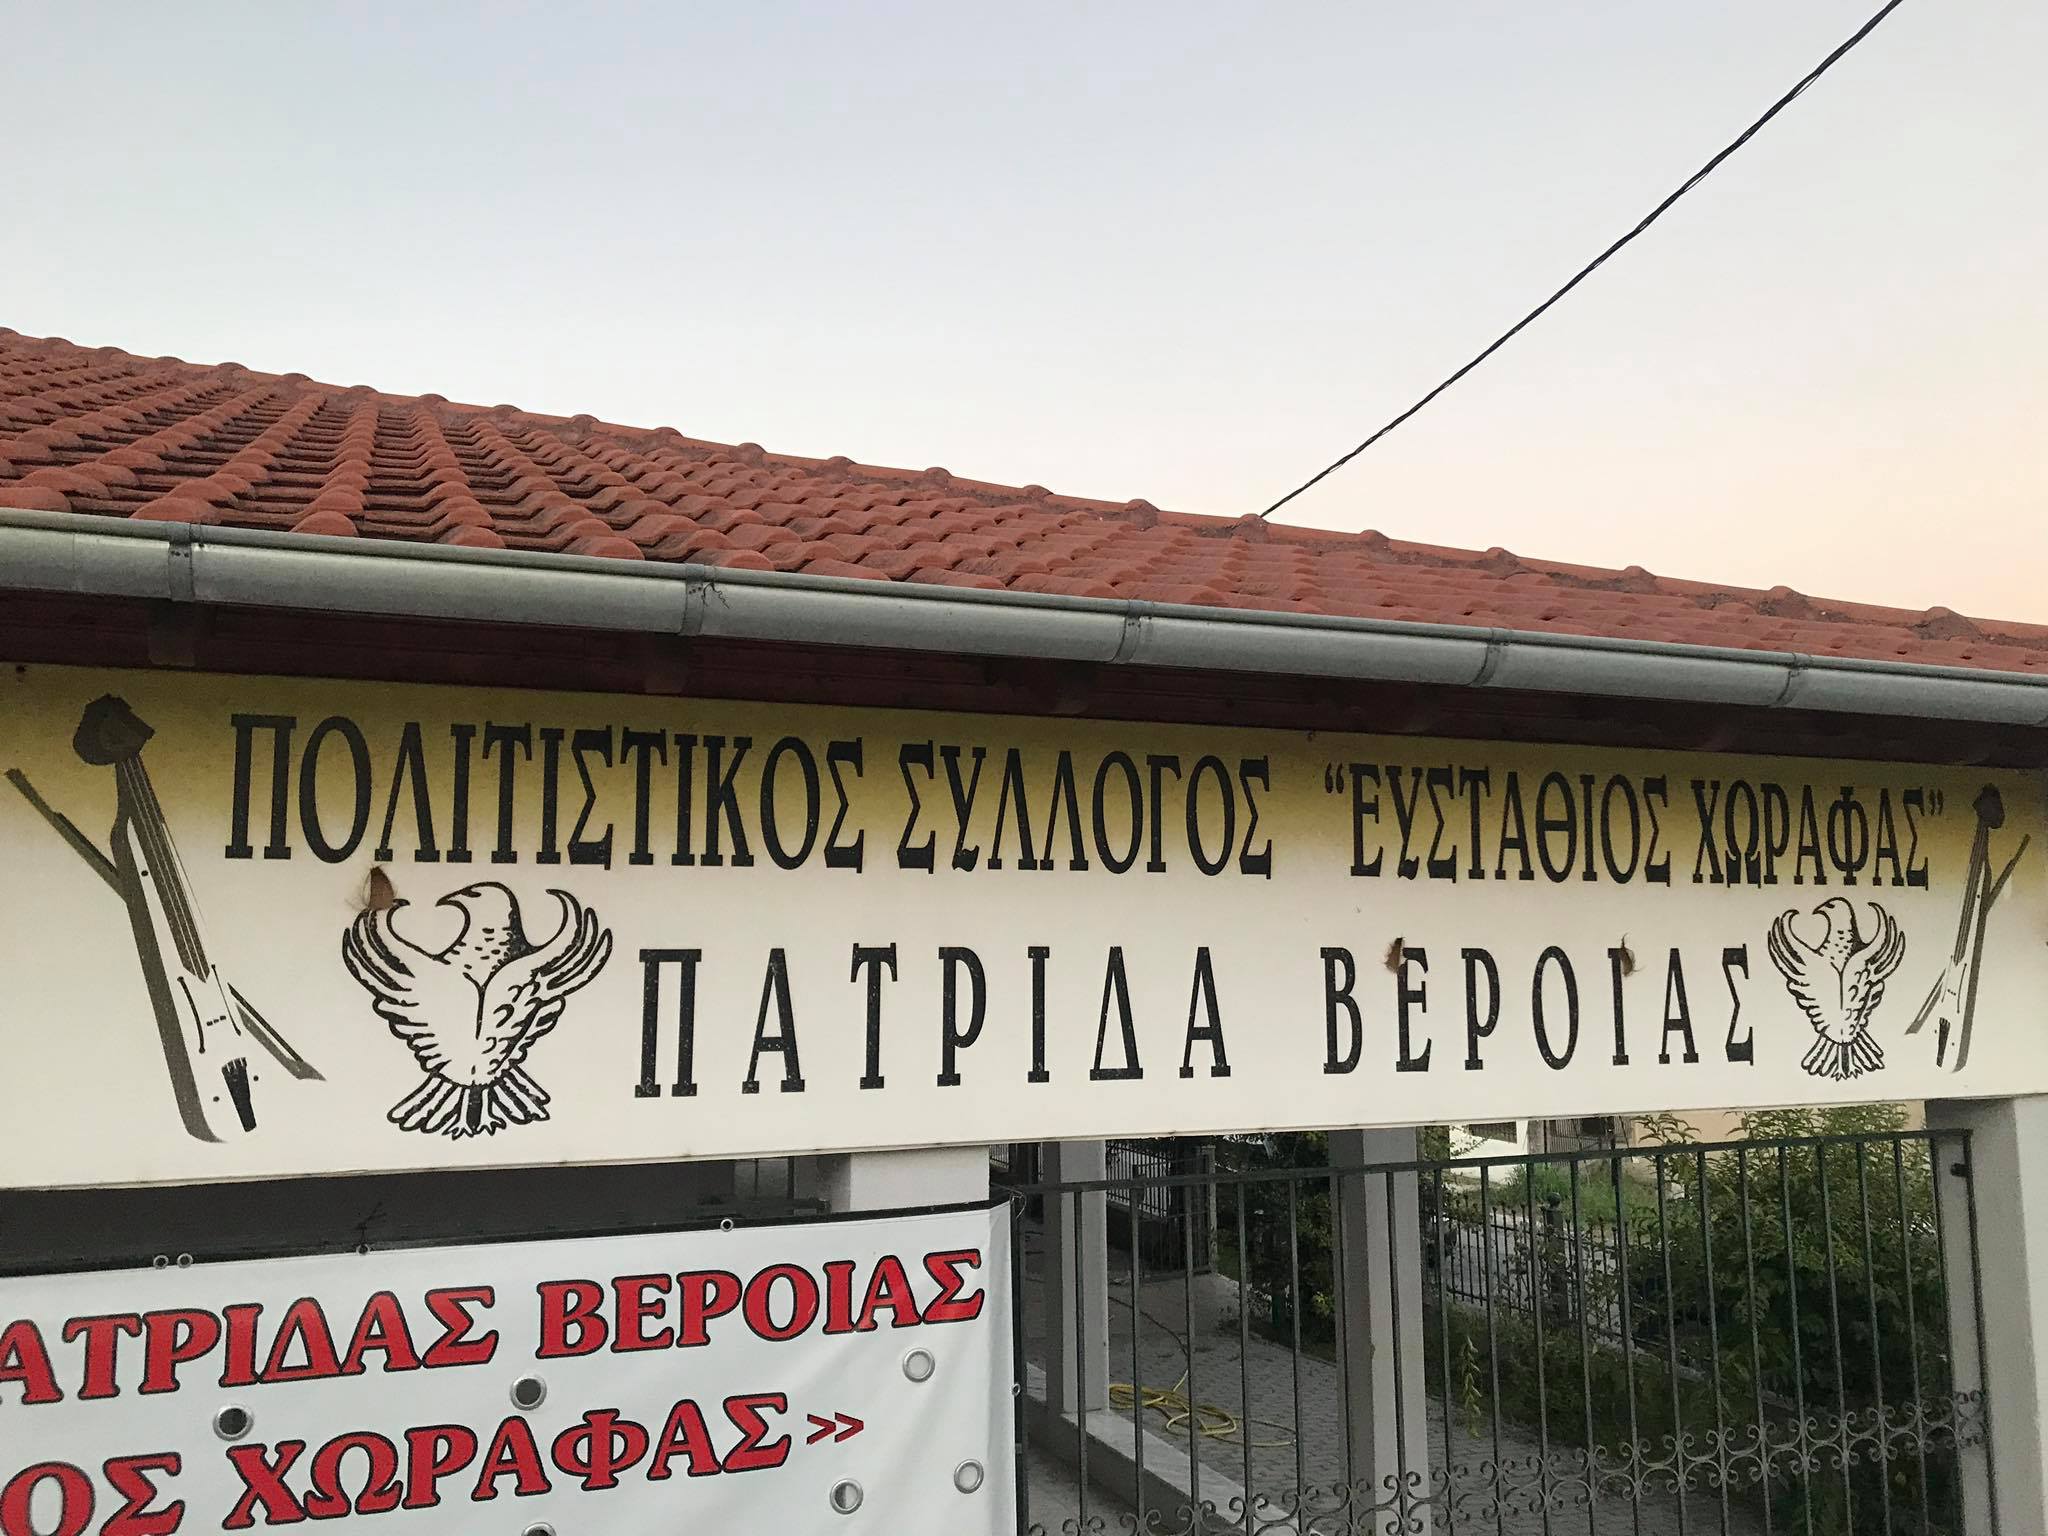 ΠΟΛΙΤΙΣΤΙΚΟΣ ΣΥΛΛΟΓΟΣ "ΕΥΣΤΑΘΙΟΣ ΧΩΡΑΦΑΣ"
ΠΑΤΡΙΔΑ ΒΕΡΟΙΑΣ
ΑΤΡΙΔΑΣ ΒΕΡΟΙΑΣ
ΟΣ ΧΩΡΑΦΑΣ»